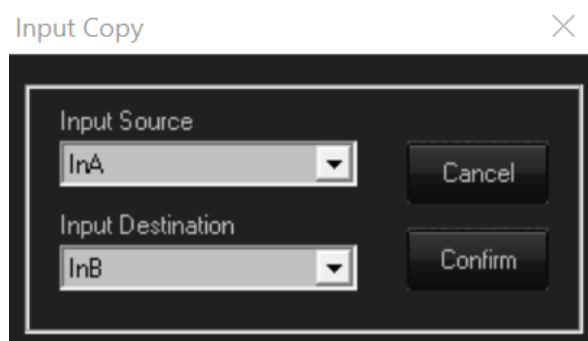 Input Copy
Input Source
InA
Cancel
Input Destination
InB
Confirm